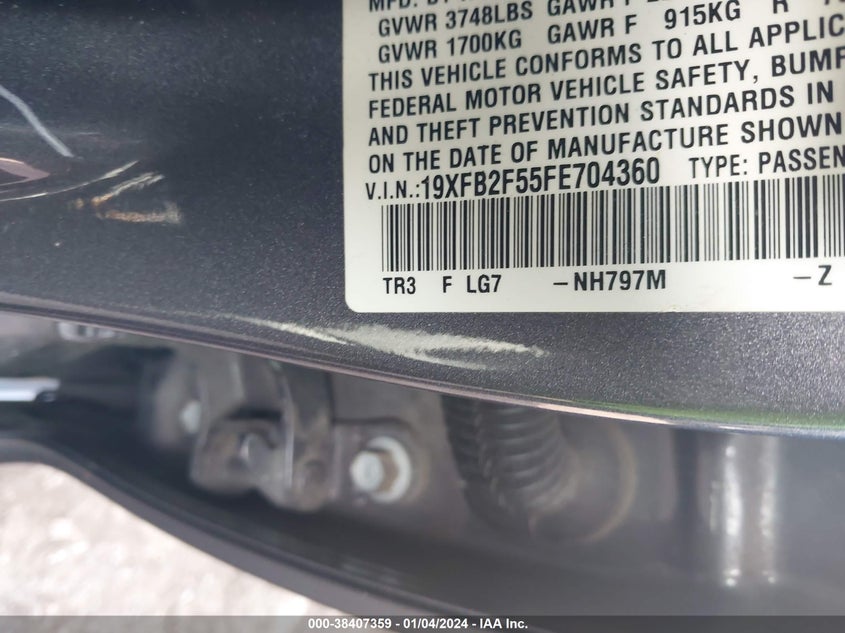 GVWR 3748LBS GAWR F
GVWR 1700KG GAWR F 915KG R
THIS VEHICLE CONFORMS TO ALL APPLIC
FEDERAL MOTOR VEHICLE SAFETY, BUMP
AND THEFT PREVENTION STANDARDS IN
ON THE DATE OF MANUFACTURE SHOWN
V.I.N.:19XFB2F55FE704360 TYPE: PASSEN
TR3 F LG7 -NH797M -Z
000-38407359 - 01/04/2024 - IAA Inc.